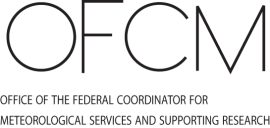 OFCM
OFFICE OF THE FEDERAL COORDINATOR FOR
METEOROLOGICAL SERVICES AND SUPPORTING RESEARCH